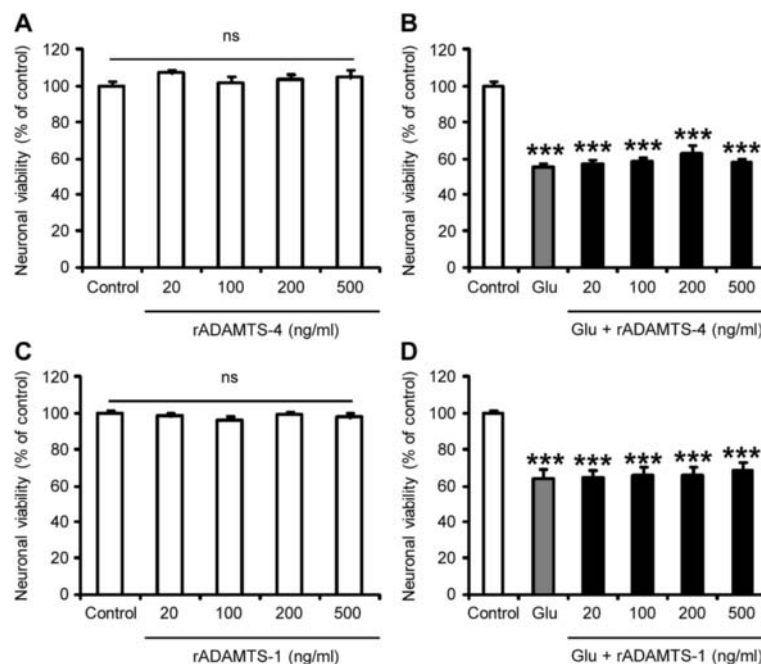 A
ns
Neuronal viability (% of control)
120
100
80
60
40
20
0
Control 20 100 200 500
rADAMTS-4 (ng/ml)
B
Neuronal viability (% of control)
120
100
80
60
40
20
0
*** *** *** *** ***
Control Glu 20 100 200 500
Glu + rADAMTS-4 (ng/ml)
C
ns
Neuronal viability (% of control)
120
100
80
60
40
20
0
Control 20 100 200 500
rADAMTS-1 (ng/ml)
D
Neuronal viability (% of control)
120
100
80
60
40
20
0
*** *** *** *** ***
Control Glu 20 100 200 500
Glu + rADAMTS-1 (ng/ml)